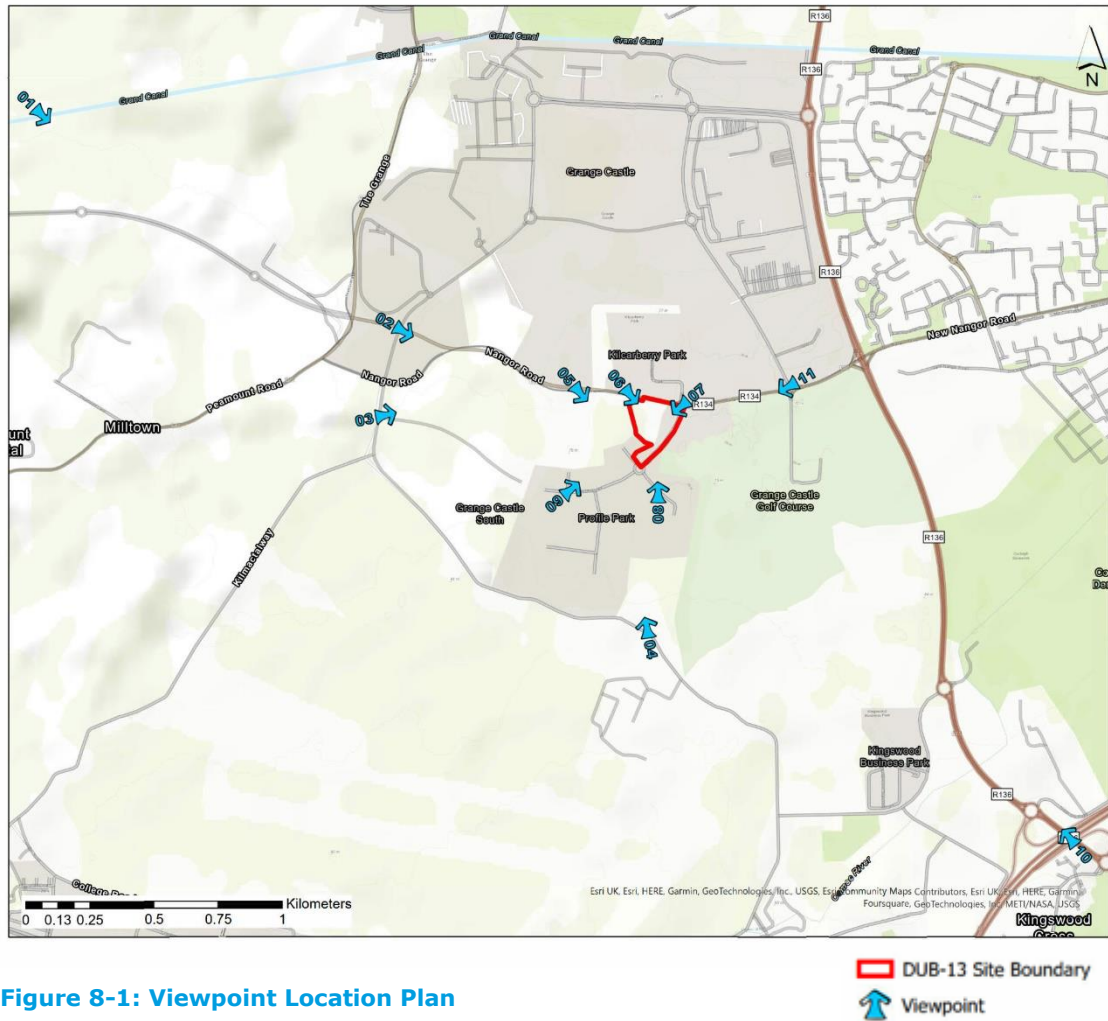 R136
Grand Canal
Grand Canal
Grand Canal
Grand Canal
R136
Grand Canal
N
01
The Grange
Grange Castle
R136
New Nangor Road
02
Nangor Road
Kilcarberry Park
Nangor Road
05
06
07
11
R134
R134
Peamount Road
03
Milltown
Grange Castle
South
09
Profile Park
08
Grange Castle
Golf Course
R136
Kilmactalway
04
Kingswood
Business Park
R136
10
Camac River
College
Esri UK, Esri, HERE, Garmin, GeoTechnologies, Inc., USGS, Esri Community Maps Contributors, Esri UK, Esri, HERE, Garmin,
Foursquare, GeoTechnologies, Inc, METI/NASA, USGS
Kilometers
0 0.13 0.25 0.5 0.75 1
Kingswood
Cross
DUB-13 Site Boundary
Viewpoint
Figure 8-1: Viewpoint Location Plan